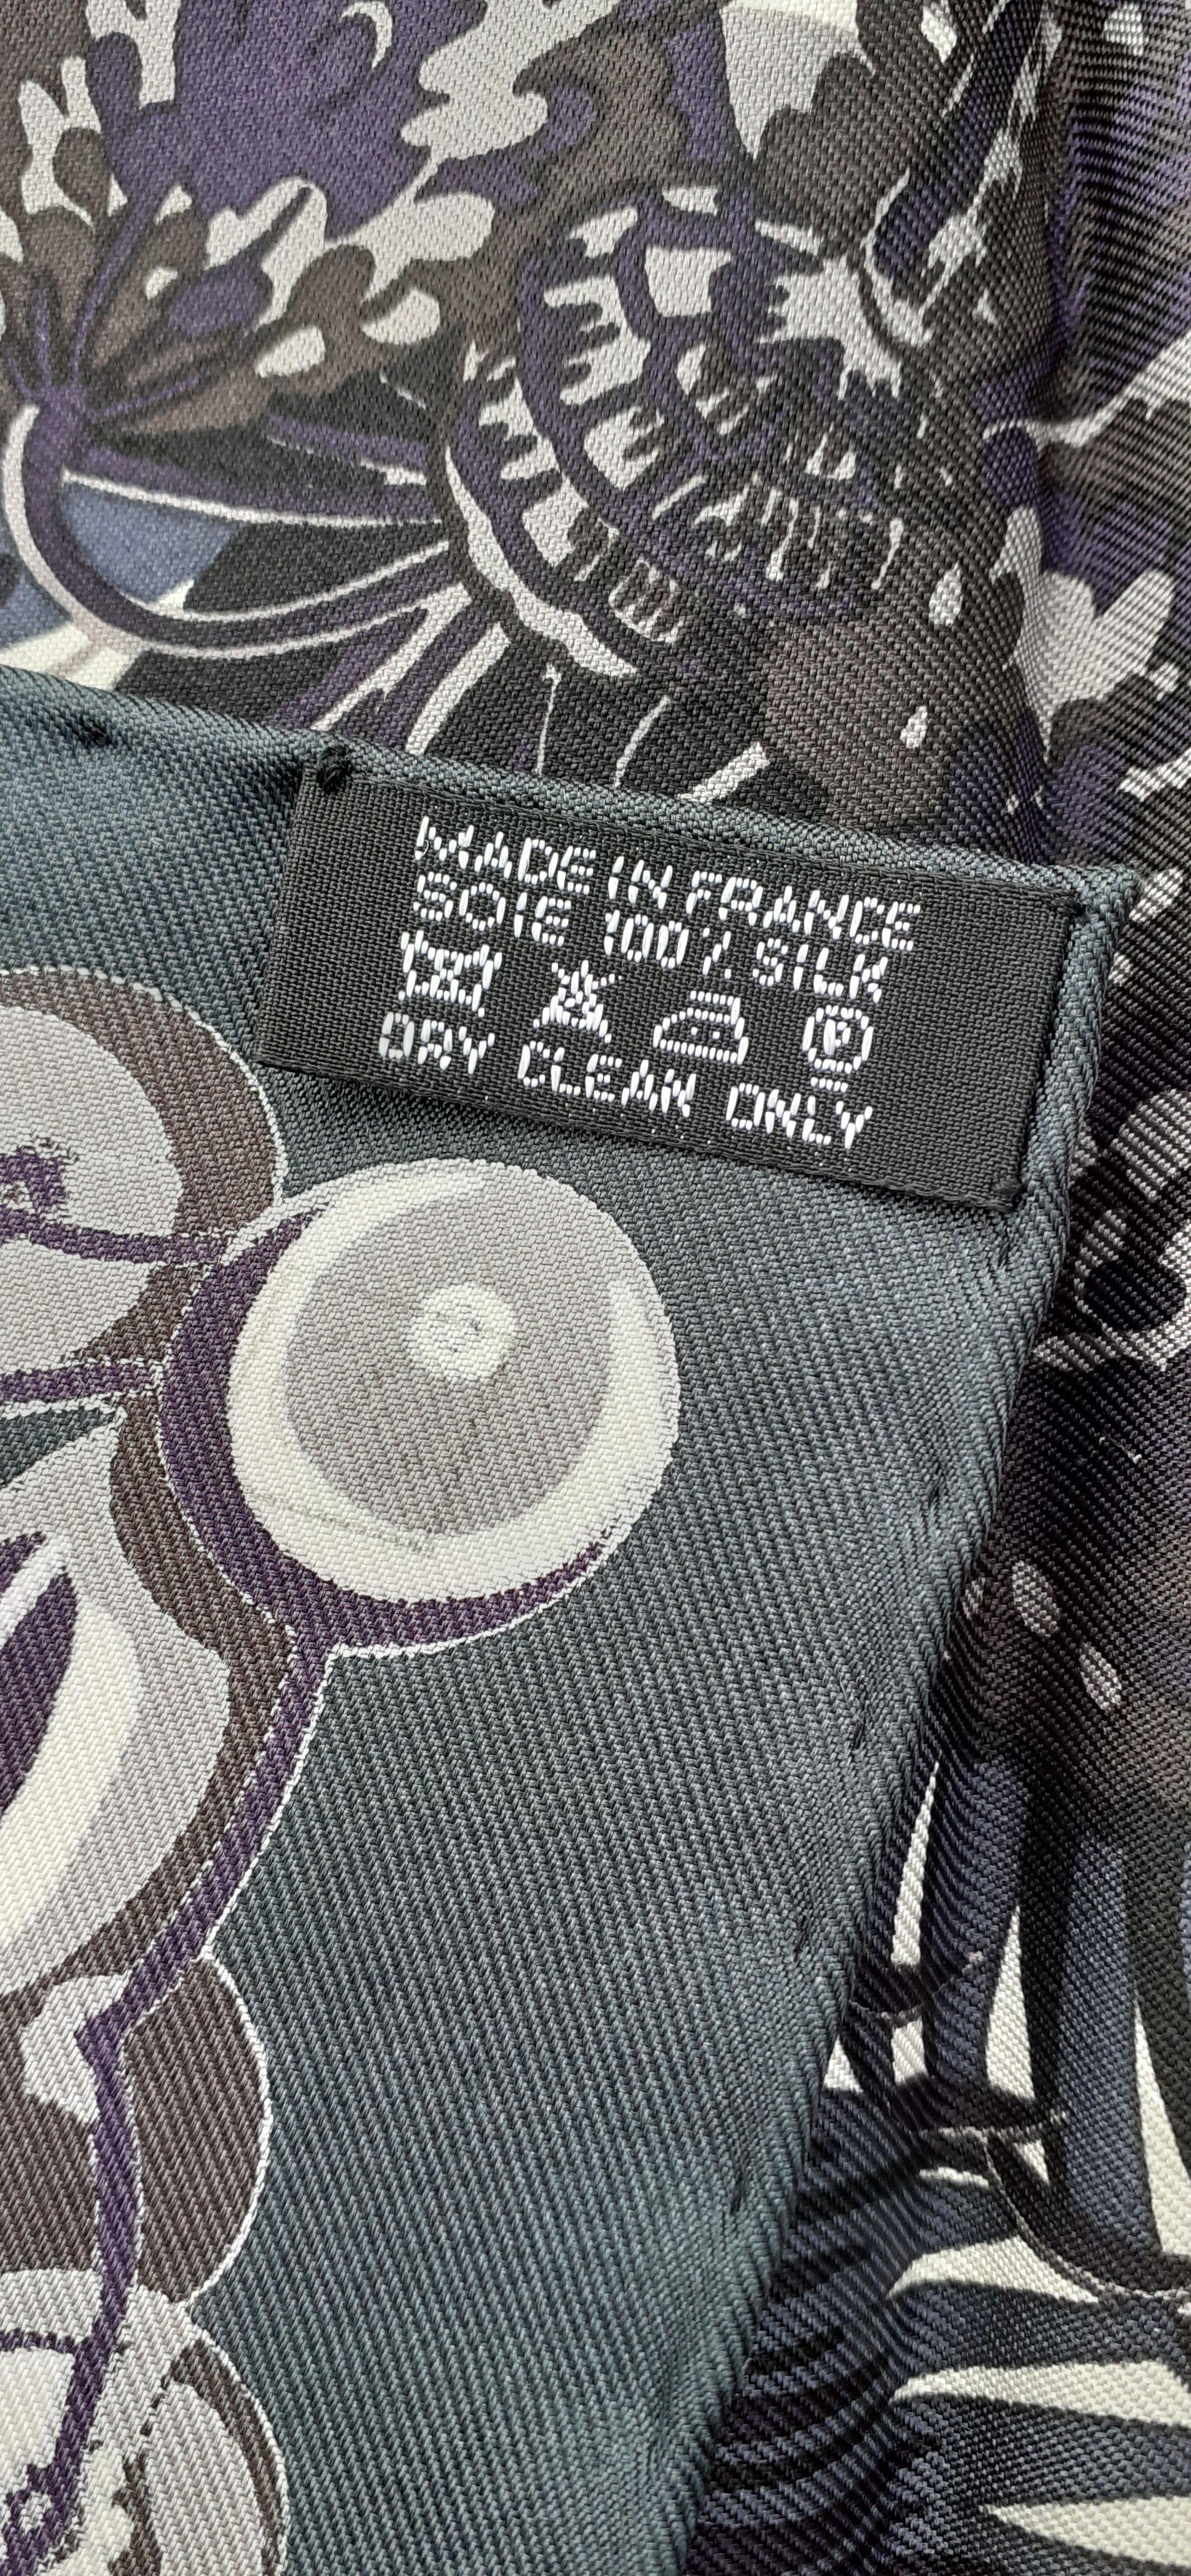 MADE IN FRANCE
SOIE 100% SILK
P
DRY CLEAN ONLY